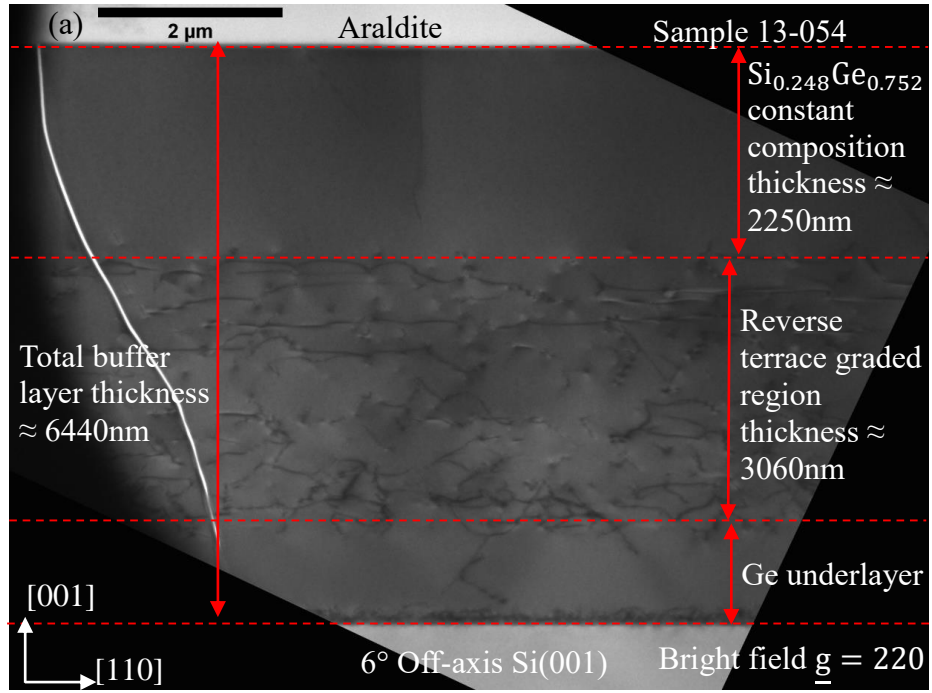 (a)
2 µm
Araldite
Sample 13-054
Si0.248Ge0.752
constant
composition
thickness ≈
2250nm
Total buffer
layer thickness
≈ 6440nm
Reverse
terrace graded
region
thickness ≈
3060nm
Ge underlayer
[001]
[110]
6° Off-axis Si(001)
Bright field g = 220